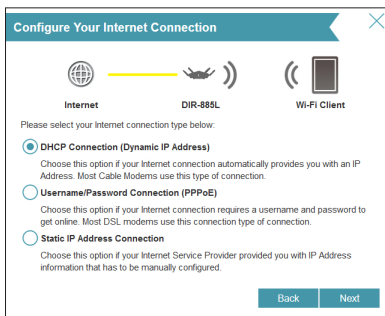 Configure Your Internet Connection
Internet
DIR-885L
Wi-Fi Client
Please select your Internet connection type below:
DHCP Connection (Dynamic IP Address)
Choose this option if your Internet connection automatically provides you with an IP
Address. Most Cable Modems use this type of connection.
Username/Password Connection (PPPoE)
Choose this option if your Internet connection requires a username and password to
get online. Most DSL modems use this connection type of connection.
Static IP Address Connection
Choose this option if your Internet Service Provider provided you with IP Address
information that has to be manually configured.
Back
Next